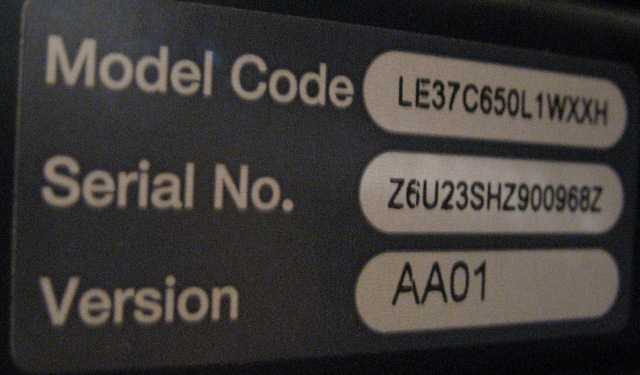 Model Code LE37C650L1WXXH
Serial No. Z6U23SHZ900968Z
Version AA01